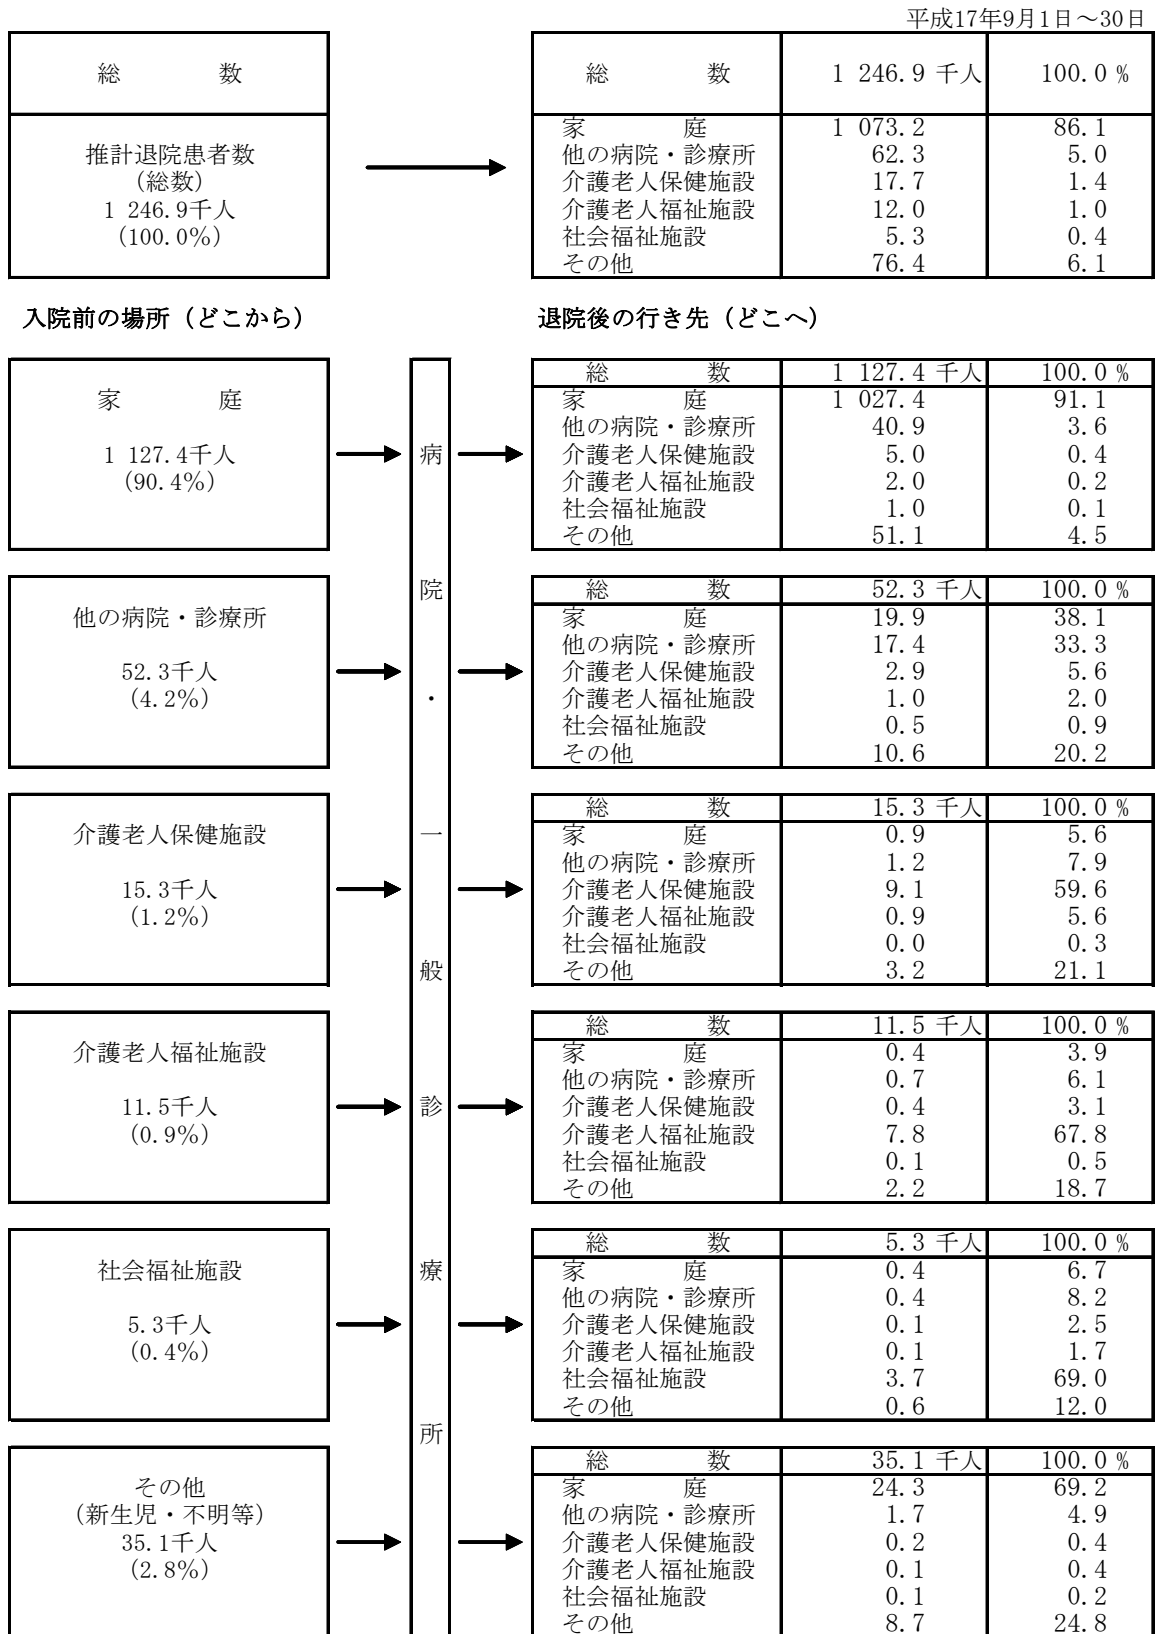 平成17年9月1日～30日
総 数
推計退院患者数
(総数)
1 246.9千人
(100.0%)
総 数 1 246.9 千人 100.0 %
家 庭 1 073.2 86.1
他の病院・診療所 62.3 5.0
介護老人保健施設 17.7 1.4
介護老人福祉施設 12.0 1.0
社会福祉施設 5.3 0.4
その他 76.4 6.1
入院前の場所（どこから）
退院後の行き先（どこへ）
病院・一般診療所
家 庭
1 127.4千人
(90.4%)
総 数 1 127.4 千人 100.0 %
家 庭 1 027.4 91.1
他の病院・診療所 40.9 3.6
介護老人保健施設 5.0 0.4
介護老人福祉施設 2.0 0.2
社会福祉施設 1.0 0.1
その他 51.1 4.5
他の病院・診療所
52.3千人
(4.2%)
総 数 52.3 千人 100.0 %
家 庭 19.9 38.1
他の病院・診療所 17.4 33.3
介護老人保健施設 2.9 5.6
介護老人福祉施設 1.0 2.0
社会福祉施設 0.5 0.9
その他 10.6 20.2
介護老人保健施設
15.3千人
(1.2%)
総 数 15.3 千人 100.0 %
家 庭 0.9 5.6
他の病院・診療所 1.2 7.9
介護老人保健施設 9.1 59.6
介護老人福祉施設 0.9 5.6
社会福祉施設 0.0 0.3
その他 3.2 21.1
介護老人福祉施設
11.5千人
(0.9%)
総 数 11.5 千人 100.0 %
家 庭 0.4 3.9
他の病院・診療所 0.7 6.1
介護老人保健施設 0.4 3.1
介護老人福祉施設 7.8 67.8
社会福祉施設 0.1 0.5
その他 2.2 18.7
社会福祉施設
5.3千人
(0.4%)
総 数 5.3 千人 100.0 %
家 庭 0.4 6.7
他の病院・診療所 0.4 8.2
介護老人保健施設 0.1 2.5
介護老人福祉施設 0.1 1.7
社会福祉施設 3.7 69.0
その他 0.6 12.0
その他
(新生児・不明等)
35.1千人
(2.8%)
総 数 35.1 千人 100.0 %
家 庭 24.3 69.2
他の病院・診療所 1.7 4.9
介護老人保健施設 0.2 0.4
介護老人福祉施設 0.1 0.4
社会福祉施設 0.1 0.2
その他 8.7 24.8